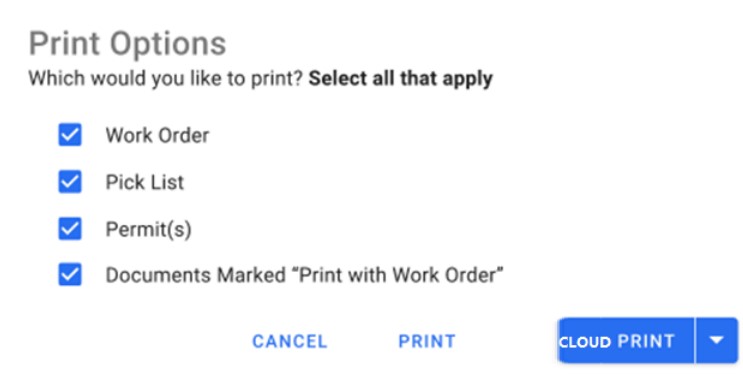 Print Options
Which would you like to print? Select all that apply
Work Order
Pick List
Permit(s)
Documents Marked “Print with Work Order”
CANCEL PRINT CLOUD PRINT